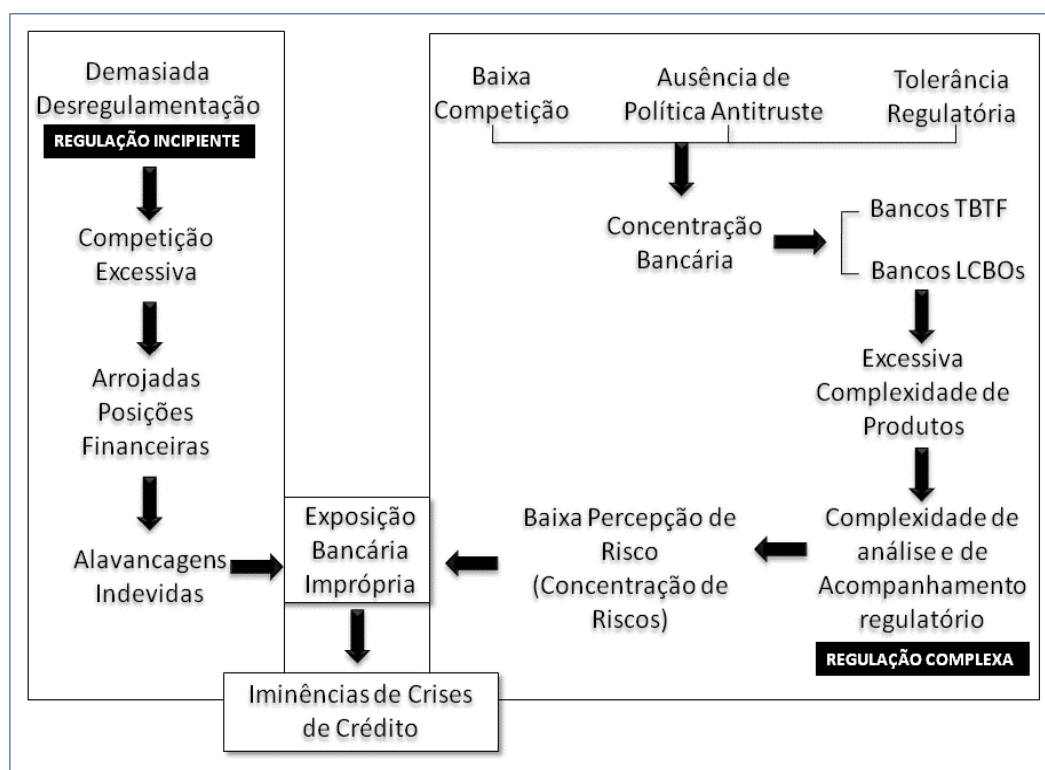 Demasiada
Desregulamentação
REGULAÇÃO INCIPIENTE
Competição
Excessiva
Arrojadas
Posições
Financeiras
Alavancagens
Indevidas
Exposição
Bancária
Imprópria
Iminências de Crises
de Crédito
Baixa
Competição
Ausência de
Política Antitruste
Tolerância
Regulatória
Concentração
Bancária
Bancos TBTF
Bancos LCBOs
Excessiva
Complexidade de
Produtos
Complexidade de
análise e de
Acompanhamento
regulatório
REGULAÇÃO COMPLEXA
Baixa Percepção de
Risco
(Concentração de
Riscos)